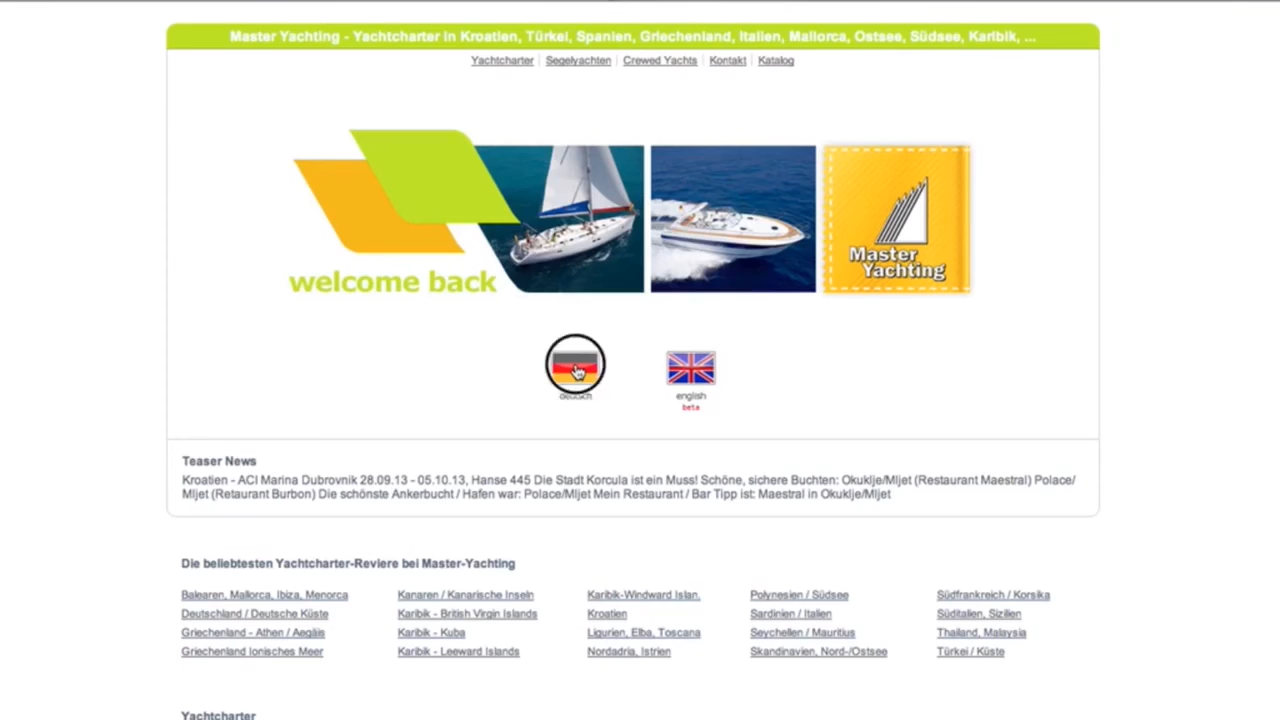 Master Yachting - Yachtcharter in Kroatien, Türkei, Spanien, Griechenland, Italien, Mallorca, Ostsee, Südsee, Karibik, ...
Yachtcharter | Segelyachten | Crewed Yachts | Kontakt | Katalog
welcome back
Master
Yachting
deutsch
english
beta
Teaser News
Kroatien - ACI Marina Dubrovnik 28.09.13 - 05.10.13, Hanse 445 Die Stadt Korcula ist ein Muss! Schöne, sichere Buchten: Okuklje/Mljet (Restaurant Maestral) Polace/
Mljet (Retaurant Burbon) Die schönste Ankerbucht / Hafen war: Polace/Mljet Mein Restaurant / Bar Tipp ist: Maestral in Okuklje/Mljet
Die beliebtesten Yachtcharter-Reviere bei Master-Yachting
Balearen, Mallorca, Ibiza, Menorca Kanaren / Kanarische Inseln Karibik-Windward Islan. Polynesien / Südsee Südfrankreich / Korsika
Deutschland / Deutsche Küste Karibik - British Virgin Islands Kroatien Sardinien / Italien Süditalien, Sizilien
Griechenland - Athen / Aegäis Karibik - Kuba Ligurien, Elba, Toscana Seychellen / Mauritius Thailand, Malaysia
Griechenland Ionisches Meer Karibik - Leeward Islands Nordadria, Istrien Skandinavien, Nord-/Ostsee Türkei / Küste
Yachtcharter